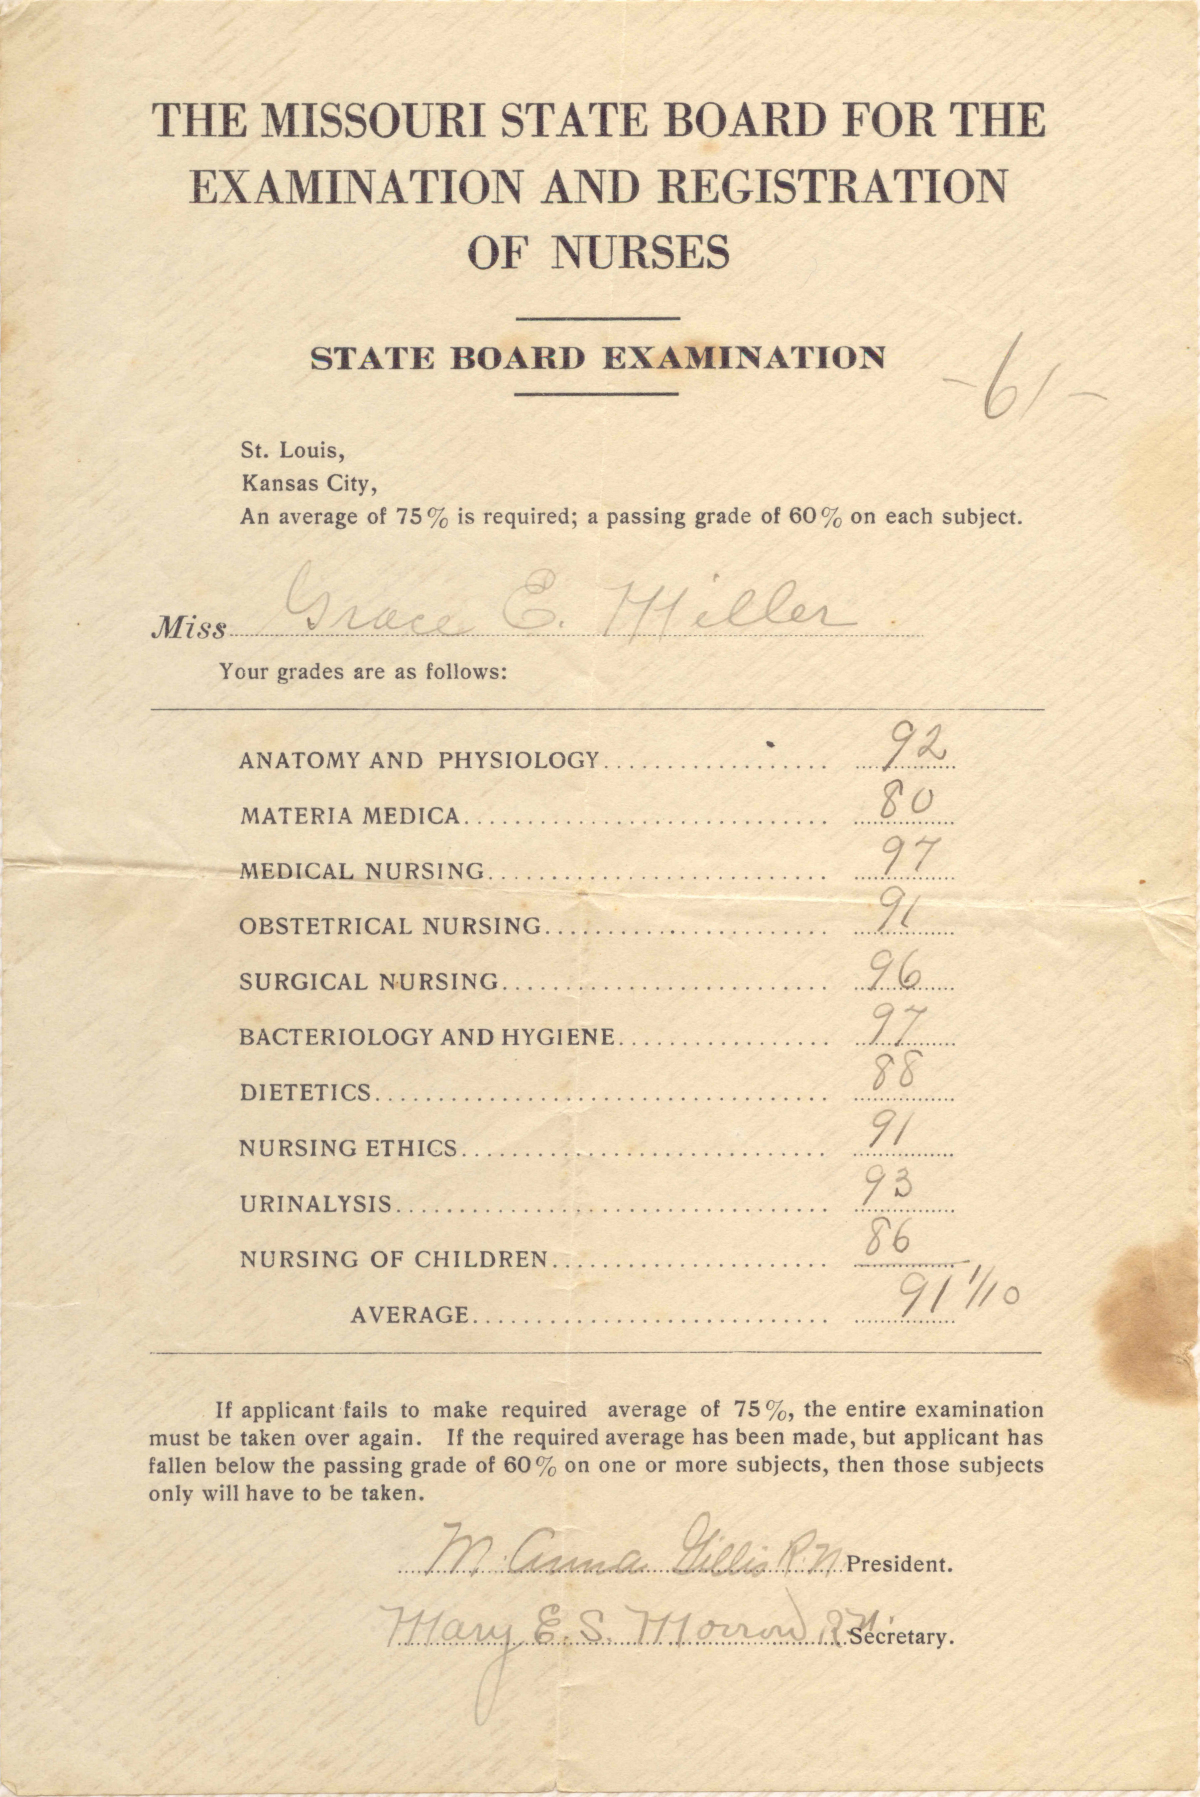 THE MISSOURI STATE BOARD FOR THE
EXAMINATION AND REGISTRATION
OF NURSES
STATE BOARD EXAMINATION
-61-
St. Louis,
Kansas City,
An average of 75% is required; a passing grade of 60% on each subject.
Miss Grace E. Miller
Your grades are as follows:
ANATOMY AND PHYSIOLOGY 92
MATERIA MEDICA 80
MEDICAL NURSING 97
OBSTETRICAL NURSING 91
SURGICAL NURSING 96
BACTERIOLOGY AND HYGIENE 97
DIETETICS 88
NURSING ETHICS 91
URINALYSIS 93
NURSING OF CHILDREN 86
AVERAGE 91 1/10
If applicant fails to make required average of 75%, the entire examination
must be taken over again. If the required average has been made, but applicant has
fallen below the passing grade of 60% on one or more subjects, then those subjects
only will have to be taken.
M. Anna Gillis R.N. President.
Mary E. S. Morrow R.N. Secretary.